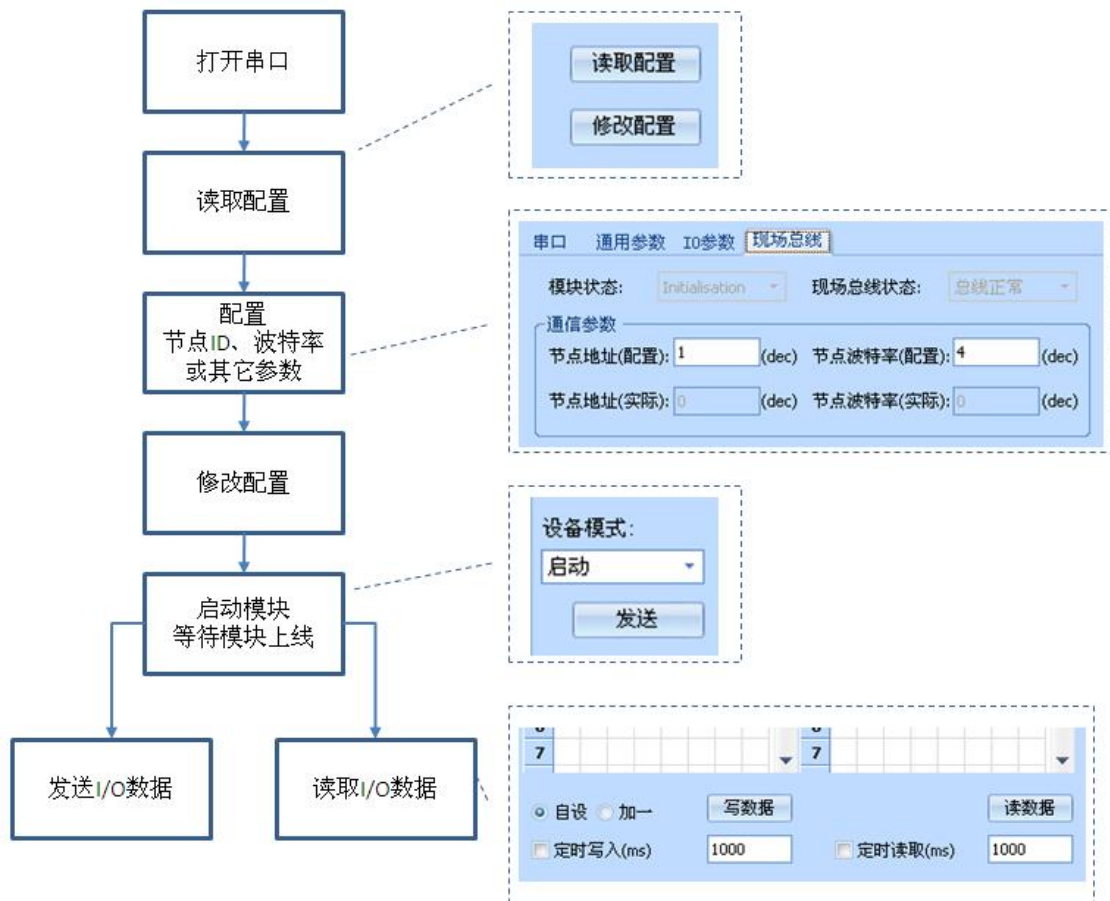 打开串口
读取配置
配置
节点ID、波特率
或其它参数
修改配置
启动模块
等待模块上线
发送I/O数据
读取I/O数据
读取配置
修改配置
串口 通用参数 IO参数 现场总线
模块状态: Initialisation 现场总线状态: 总线正常
通信参数
节点地址(配置): 1 (dec) 节点波特率(配置): 4 (dec)
节点地址(实际): 0 (dec) 节点波特率(实际): 0 (dec)
设备模式:
启动
发送
7 7
自设 加一 写数据 读数据
定时写入(ms) 1000 定时读取(ms) 1000